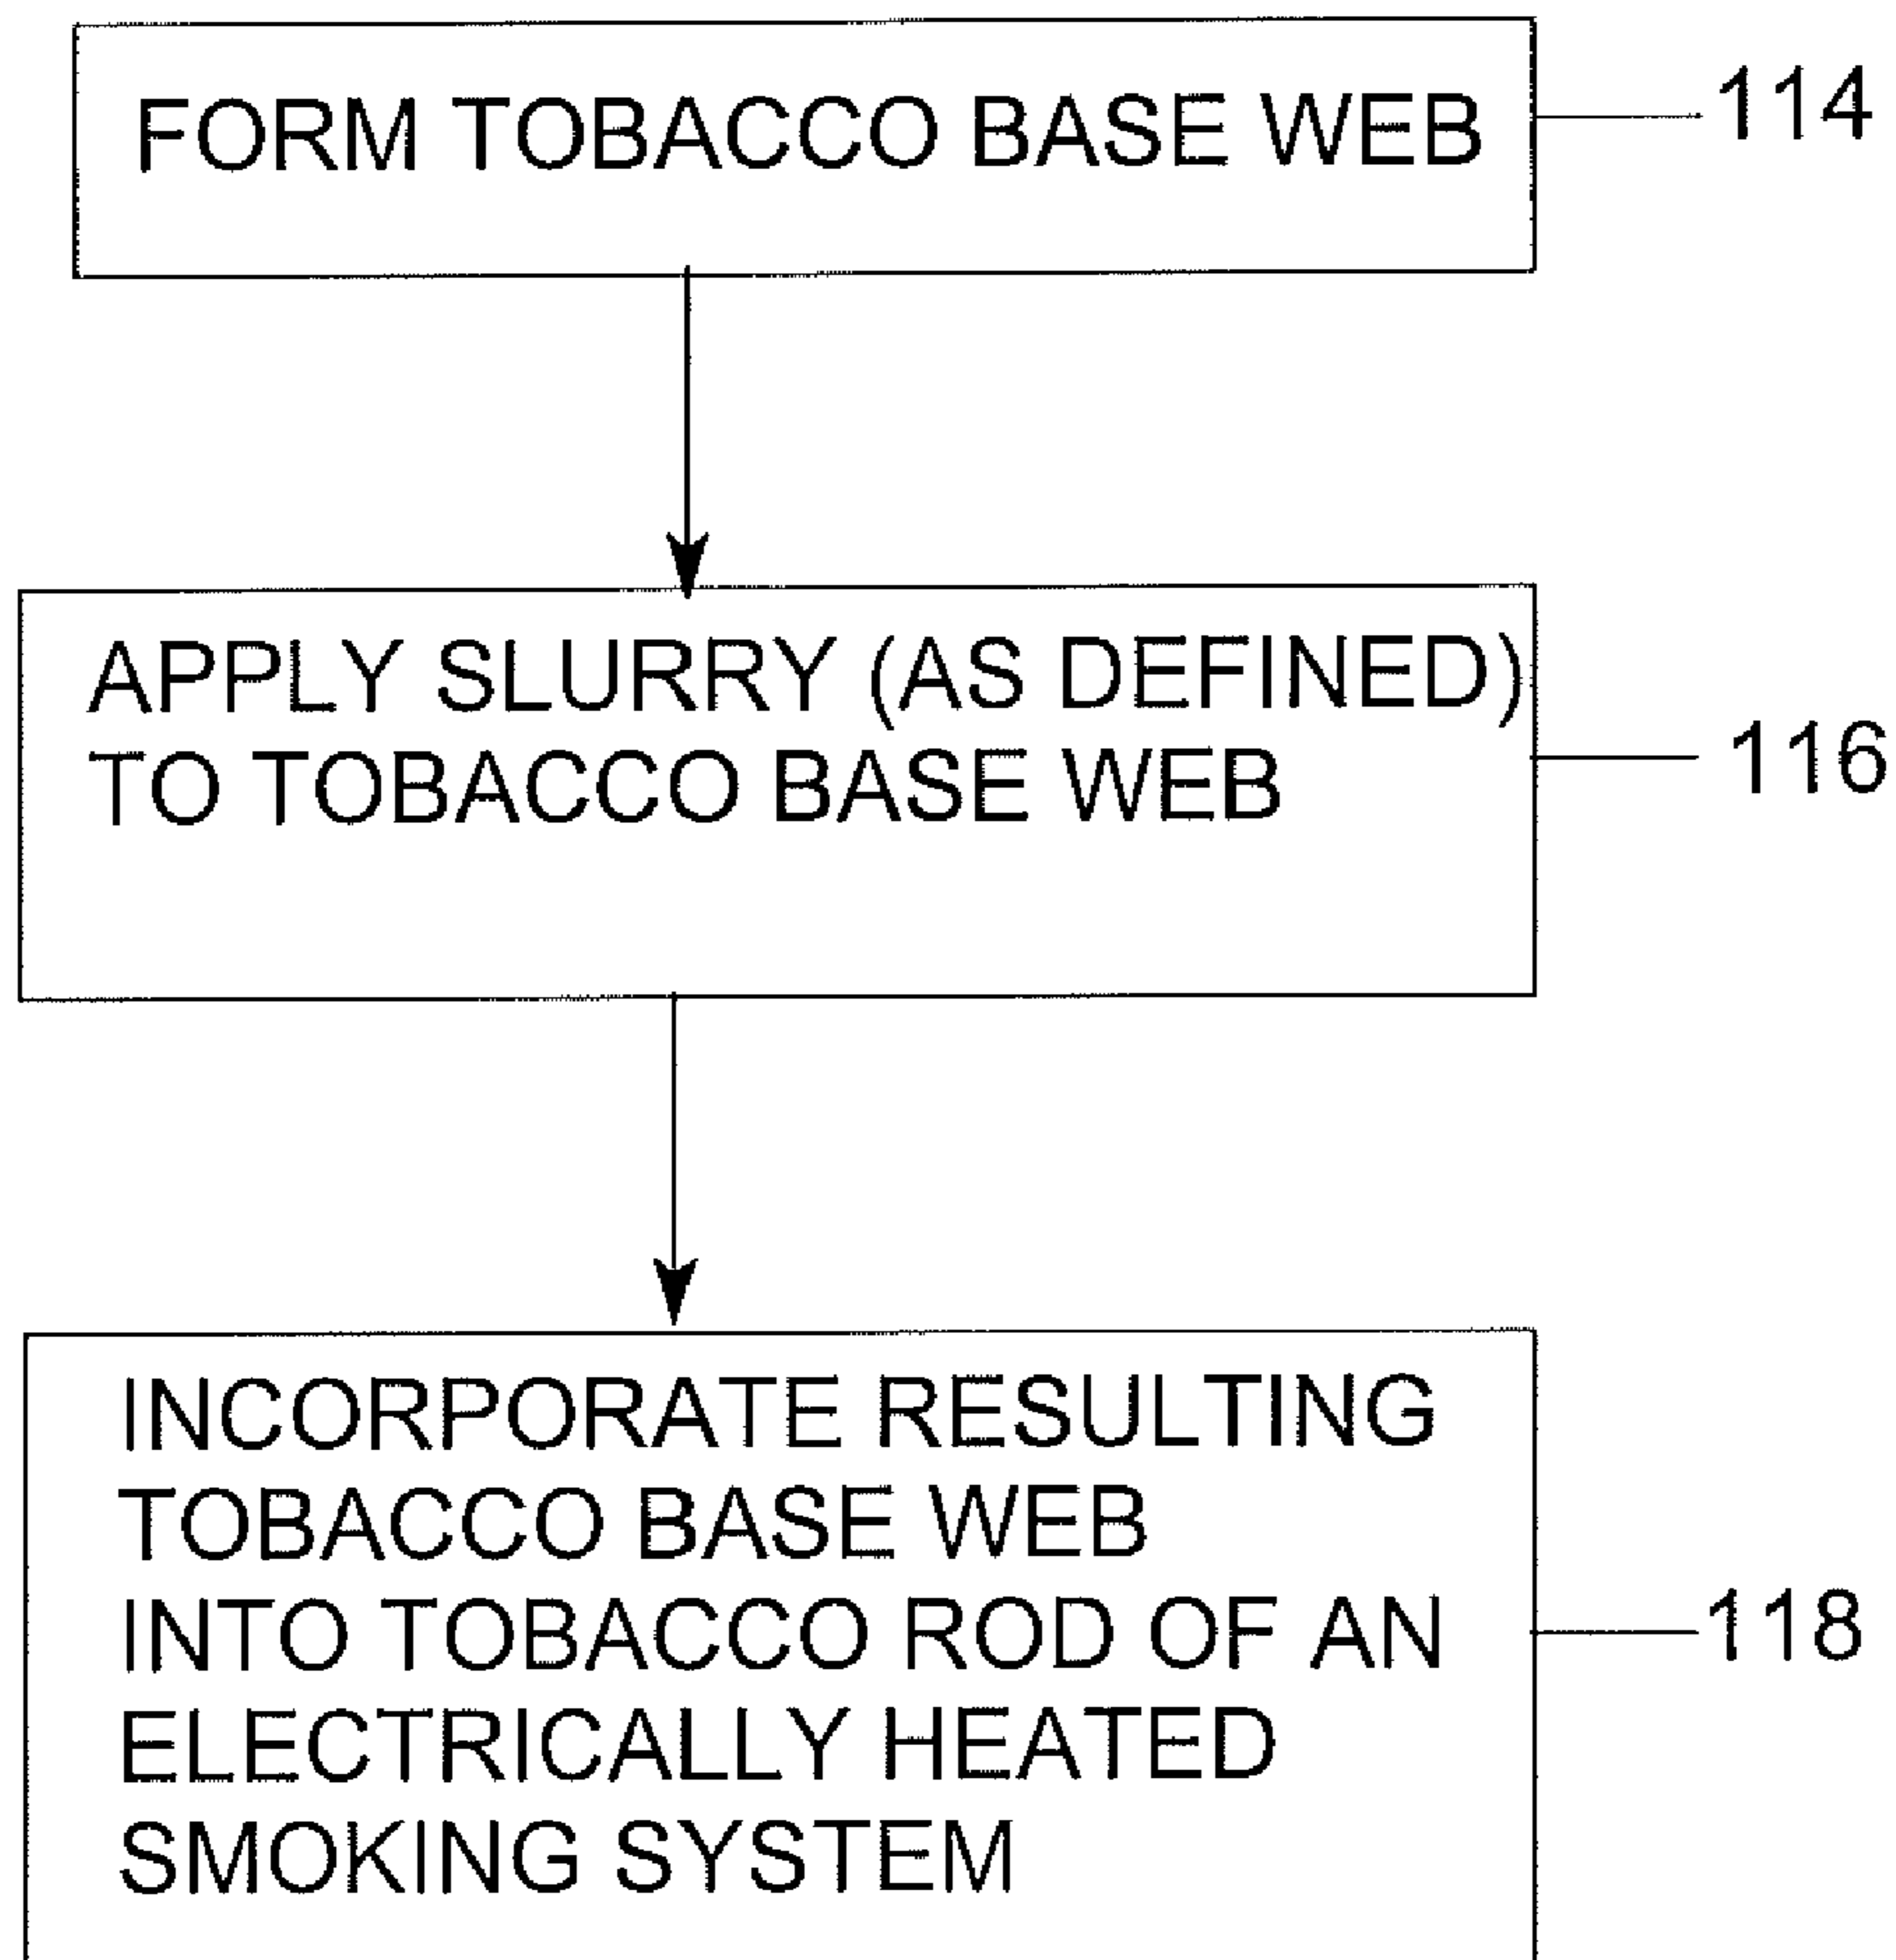 FORM TOBACCO BASE WEB
114
APPLY SLURRY (AS DEFINED)
TO TOBACCO BASE WEB
116
INCORPORATE RESULTING
TOBACCO BASE WEB
INTO TOBACCO ROD OF AN
ELECTRICALLY HEATED
SMOKING SYSTEM
118